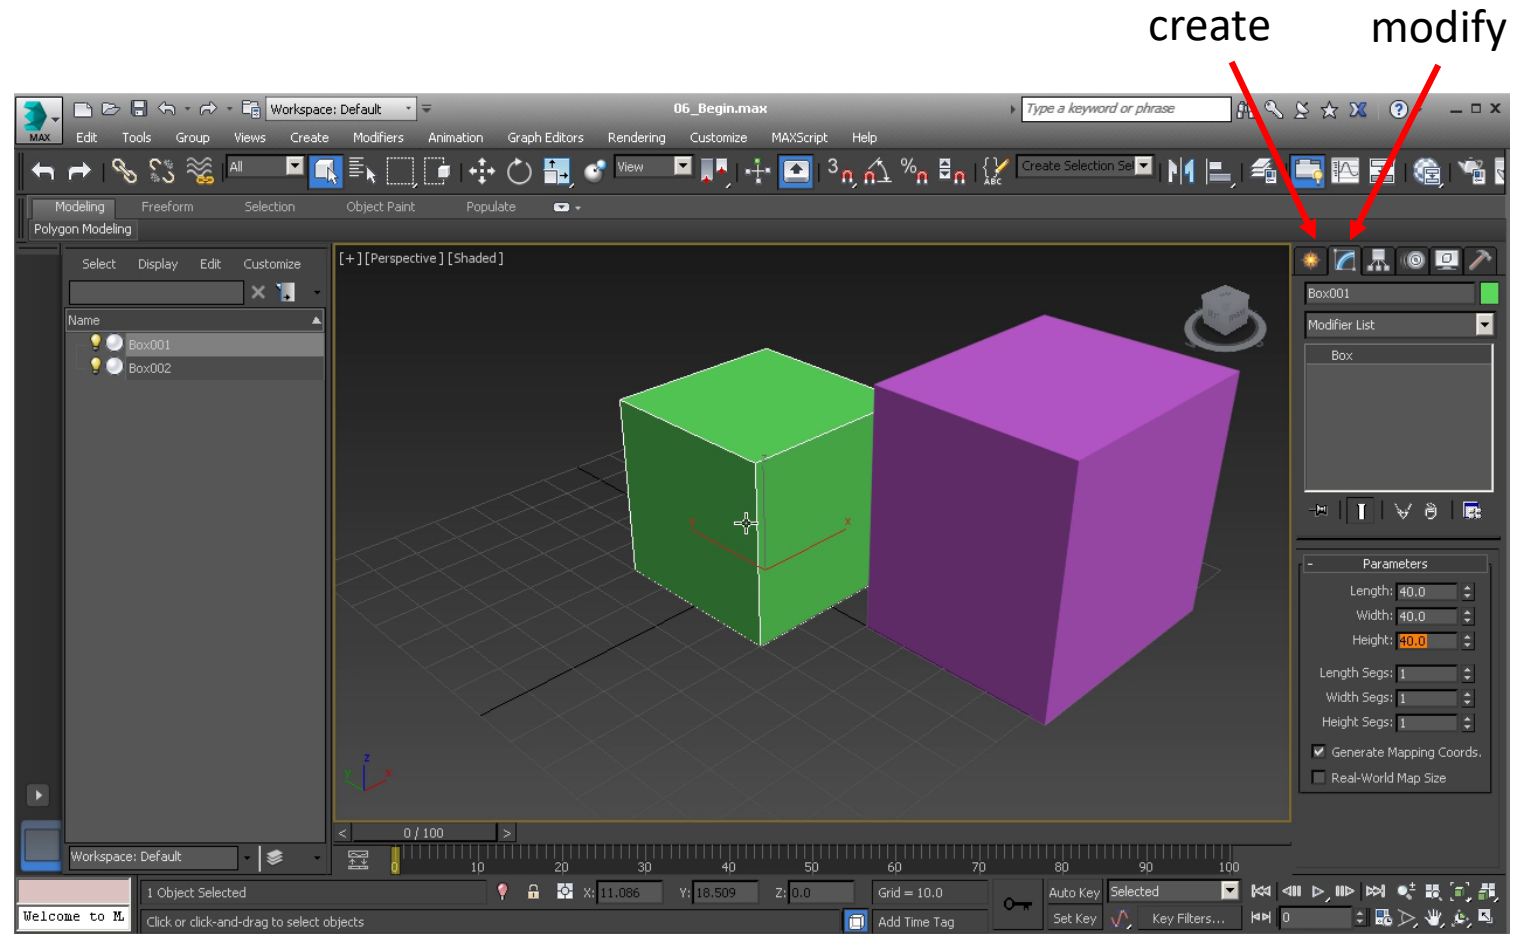 create modify
06_Begin.max
Workspace: Default
Type a keyword or phrase
MAX
Edit Tools Group Views Create Modifiers Animation Graph Editors Rendering Customize MAXScript Help
All
View
3
%
ABC
Create Selection Sel
Modeling Freeform Selection Object Paint Populate
Polygon Modeling
Select Display Edit Customize
Name
Box001
Box002
[+][Perspective][Shaded]
x
z
y
x
Box001
Modifier List
Box
- Parameters
Length: 40.0
Width: 40.0
Height: 40.0
Length Segs: 1
Width Segs: 1
Height Segs: 1
Generate Mapping Coords.
Real-World Map Size
< 0 / 100 >
Workspace: Default
0 10 20 30 40 50 60 70 80 90 100
1 Object Selected
X: 11.086 Y: 18.509 Z: 0.0
Grid = 10.0
Auto Key Selected
Welcome to M
Click or click-and-drag to select objects
Add Time Tag
Set Key
Key Filters...
0